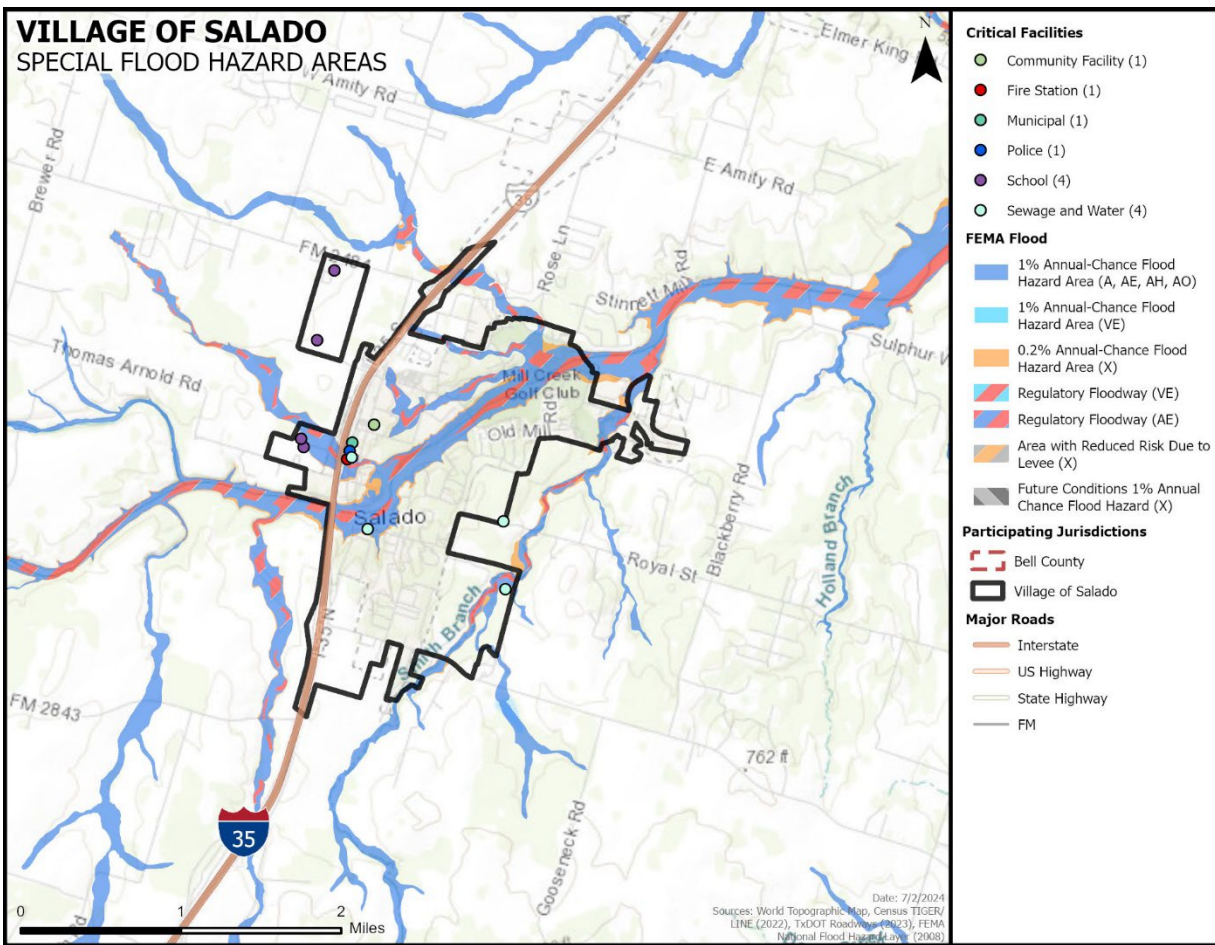 VILLAGE OF SALADO
SPECIAL FLOOD HAZARD AREAS
N
Elmer King
W Amity Rd
Brewer Rd
E Amity Rd
35
FM 2484
Rose Ln
Stinnett Mill Rd
Sulphur W
Thomas Arnold Rd
Mill Creek
Golf Club
Old Mill Rd
Salado
Royal St
Blackberry Rd
Holland Branch
Smith Branch
I-35 N
FM 2843
762 ft
Gooseneck Rd
35
0 1 2
Miles
Date: 7/2/2024
Sources: World Topographic Map, Census TIGER/
LINE (2022), TxDOT Roadways (2023), FEMA
National Flood Hazard Layer (2008)
Critical Facilities
Community Facility (1)
Fire Station (1)
Municipal (1)
Police (1)
School (4)
Sewage and Water (4)
FEMA Flood
1% Annual-Chance Flood
Hazard Area (A, AE, AH, AO)
1% Annual-Chance Flood
Hazard Area (VE)
0.2% Annual-Chance Flood
Hazard Area (X)
Regulatory Floodway (VE)
Regulatory Floodway (AE)
Area with Reduced Risk Due to
Levee (X)
Future Conditions 1% Annual
Chance Flood Hazard (X)
Participating Jurisdictions
Bell County
Village of Salado
Major Roads
Interstate
US Highway
State Highway
FM